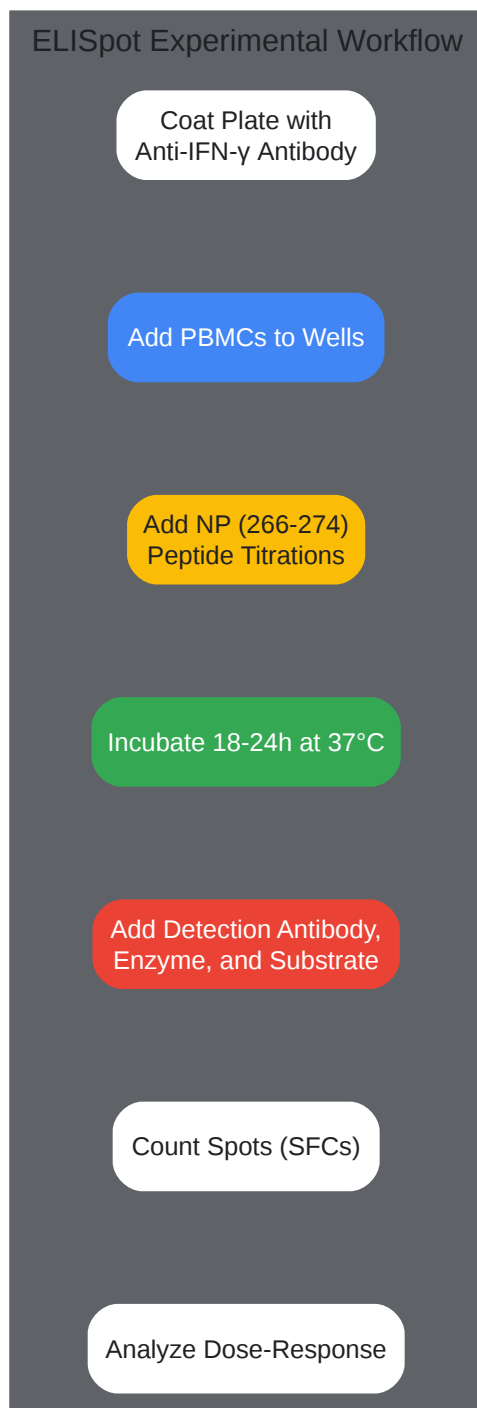 ELISpot Experimental Workflow
Coat Plate with
Anti-IFN-γ Antibody
Add PBMCs to Wells
Add NP (266-274)
Peptide Titrations
Incubate 18-24h at 37°C
Add Detection Antibody,
Enzyme, and Substrate
Count Spots (SFCs)
Analyze Dose-Response